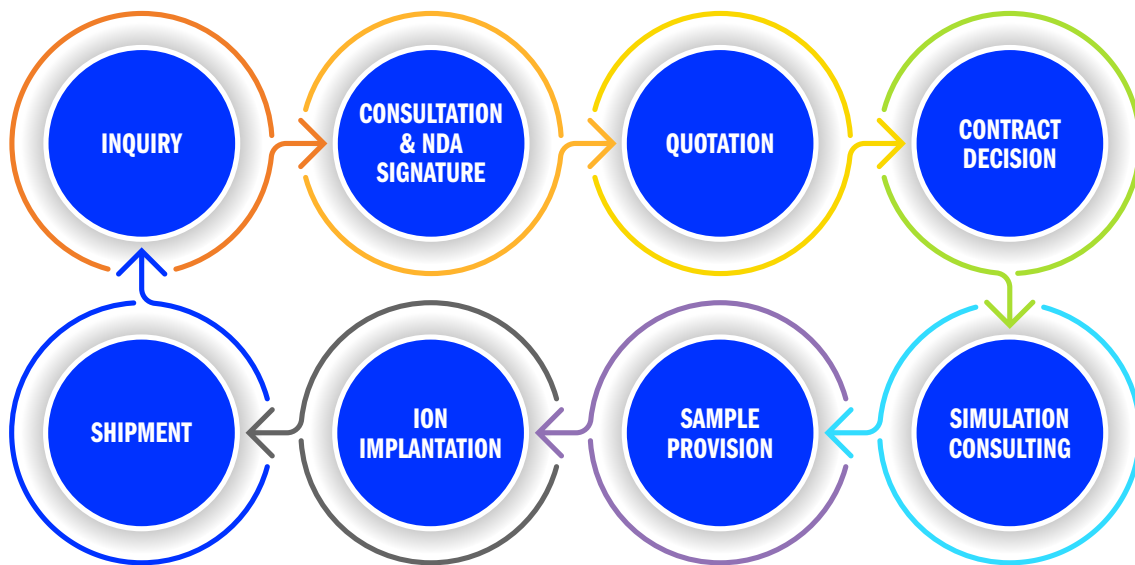 INQUIRY
CONSULTATION
& NDA
SIGNATURE
QUOTATION
CONTRACT
DECISION
SHIPMENT
ION
IMPLANTATION
SAMPLE
PROVISION
SIMULATION
CONSULTING